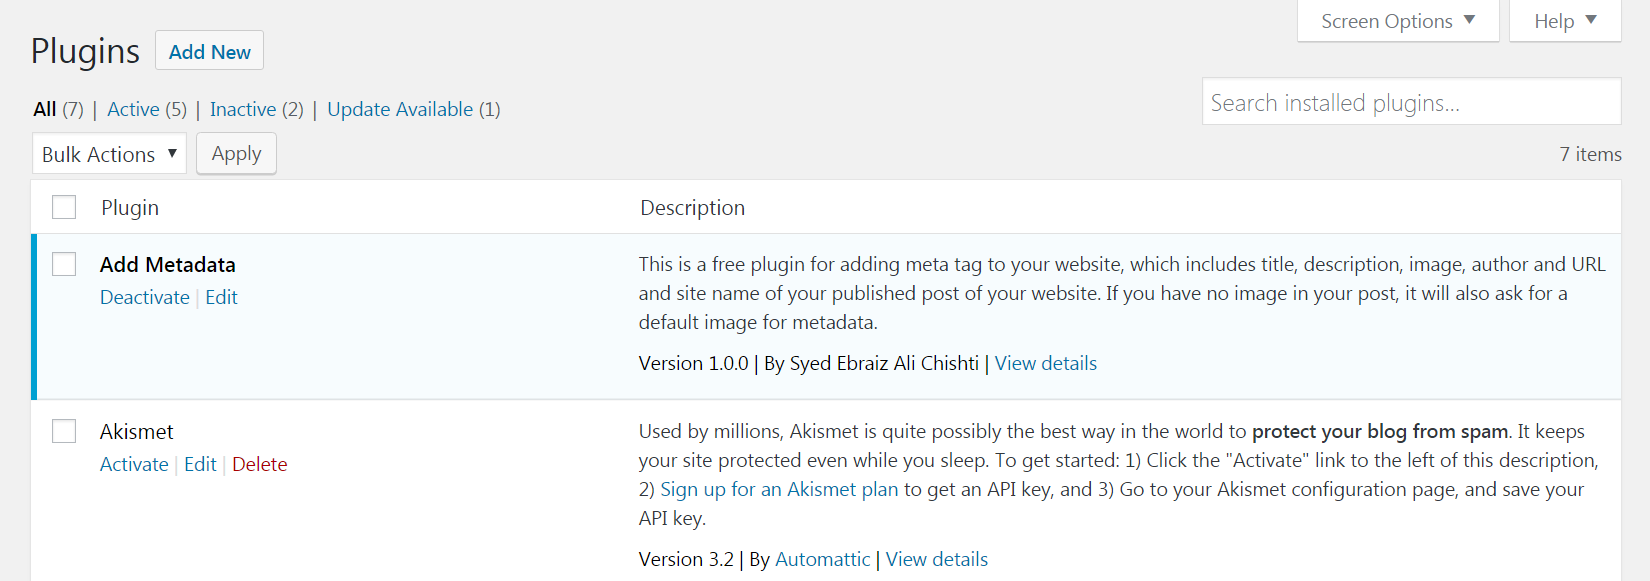 Screen Options ▼ Help ▼
Plugins Add New
All (7) | Active (5) | Inactive (2) | Update Available (1)
Search installed plugins...
Bulk Actions ▼ Apply
7 items
Plugin Description
Add Metadata
Deactivate | Edit
This is a free plugin for adding meta tag to your website, which includes title, description, image, author and URL
and site name of your published post of your website. If you have no image in your post, it will also ask for a
default image for metadata.
Version 1.0.0 | By Syed Ebraiz Ali Chishti | View details
Akismet
Activate | Edit | Delete
Used by millions, Akismet is quite possibly the best way in the world to protect your blog from spam. It keeps
your site protected even while you sleep. To get started: 1) Click the "Activate" link to the left of this description,
2) Sign up for an Akismet plan to get an API key, and 3) Go to your Akismet configuration page, and save your
API key.
Version 3.2 | By Automattic | View details